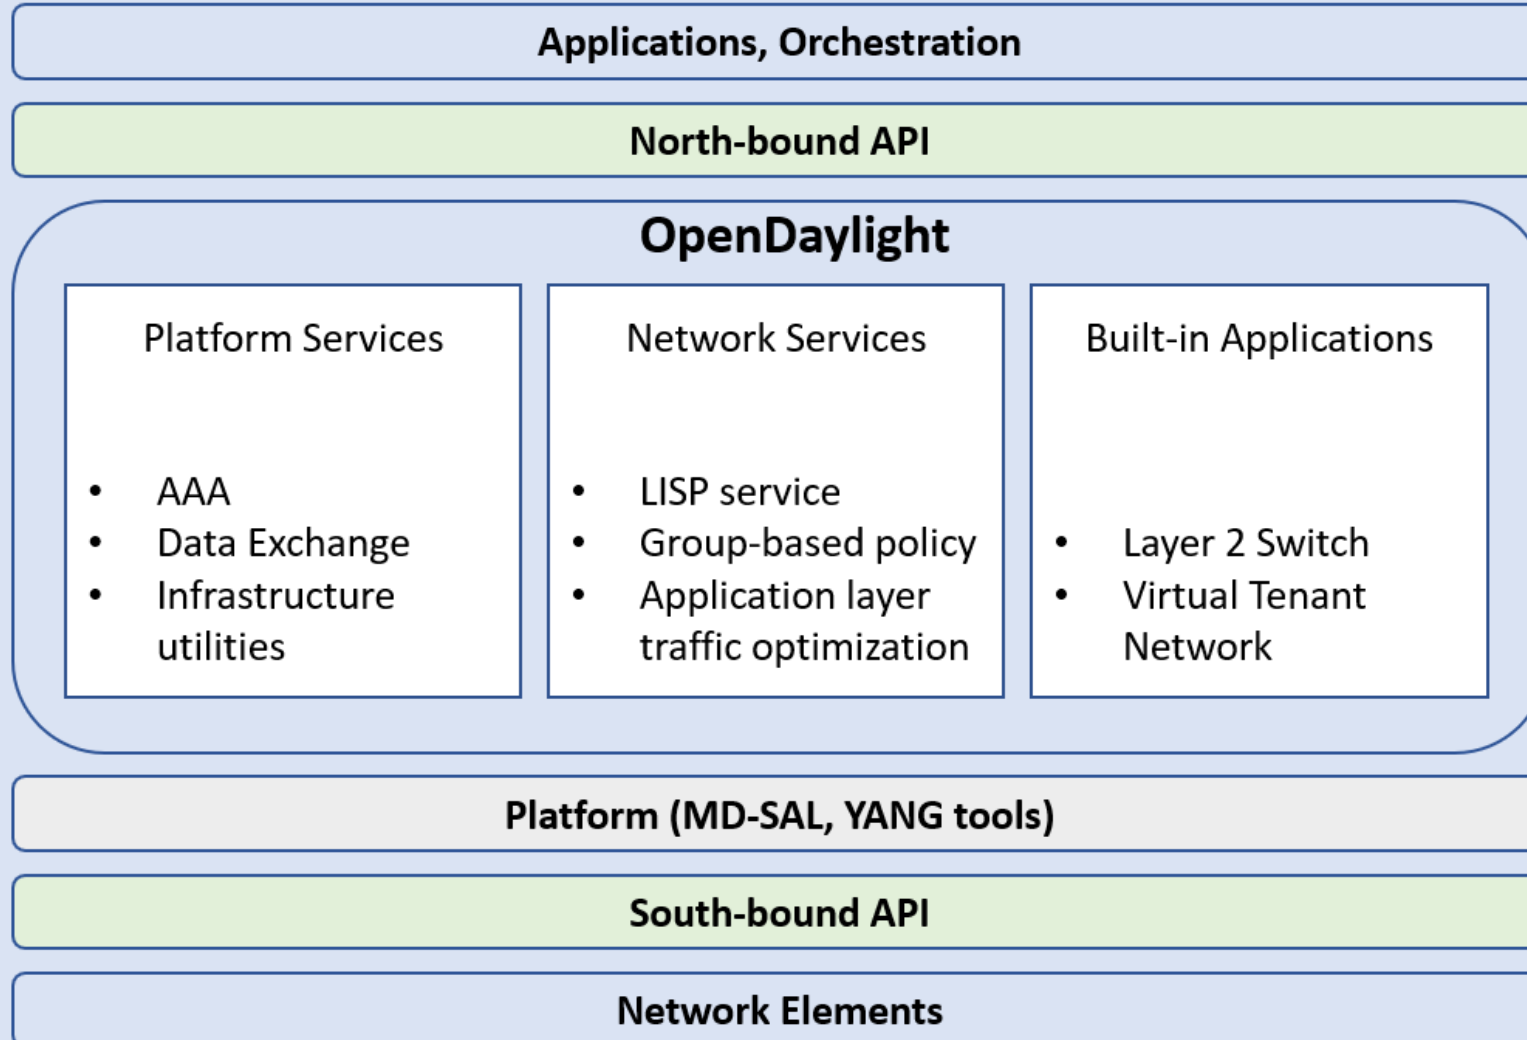 Applications, Orchestration
North-bound API
OpenDaylight
Platform Services
• AAA
• Data Exchange
• Infrastructure
utilities
Network Services
• LISP service
• Group-based policy
• Application layer
traffic optimization
Built-in Applications
• Layer 2 Switch
• Virtual Tenant
Network
Platform (MD-SAL, YANG tools)
South-bound API
Network Elements